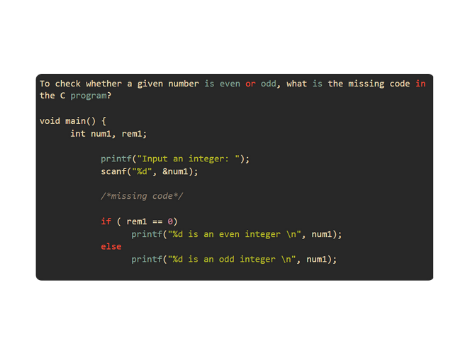 To check whether a given number is even or odd, what is the missing code in
the C program?
void main() {
int num1, rem1;
printf("Input an integer: ");
scanf("%d", &num1);
/*missing code*/
if ( rem1 == 0)
printf("%d is an even integer \n", num1);
else
printf("%d is an odd integer \n", num1);